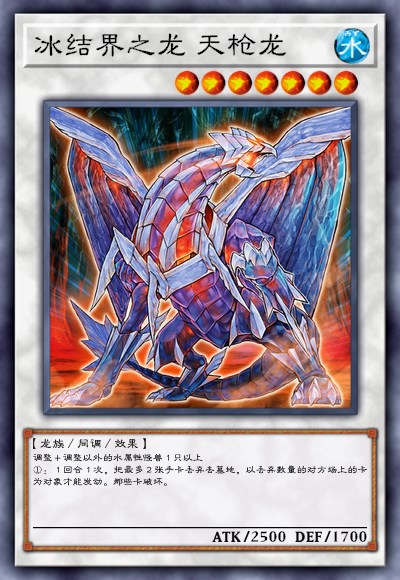 冰结界之龙 天枪龙
水
【龙族／同调／效果】
调整＋调整以外的水属性怪兽1只以上
①：1回合1次，把最多2张手卡丢弃去墓地，以丢弃数量的对方场上的卡
为对象才能发动。那些卡破坏。
ATK/2500 DEF/1700